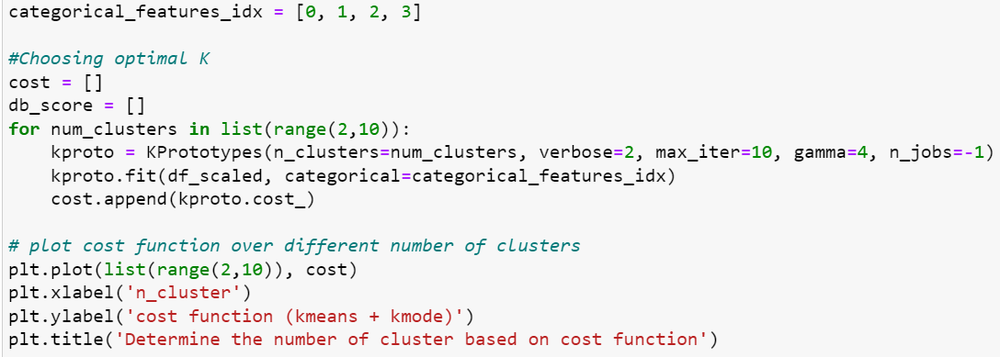 categorical_features_idx = [0, 1, 2, 3]
#Choosing optimal K
cost = []
db_score = []
for num_clusters in list(range(2,10)):
    kproto = KPrototypes(n_clusters=num_clusters, verbose=2, max_iter=10, gamma=4, n_jobs=-1)
    kproto.fit(df_scaled, categorical=categorical_features_idx)
    cost.append(kproto.cost_)
# plot cost function over different number of clusters
plt.plot(list(range(2,10)), cost)
plt.xlabel('n_cluster')
plt.ylabel('cost function (kmeans + kmode)')
plt.title('Determine the number of cluster based on cost function')